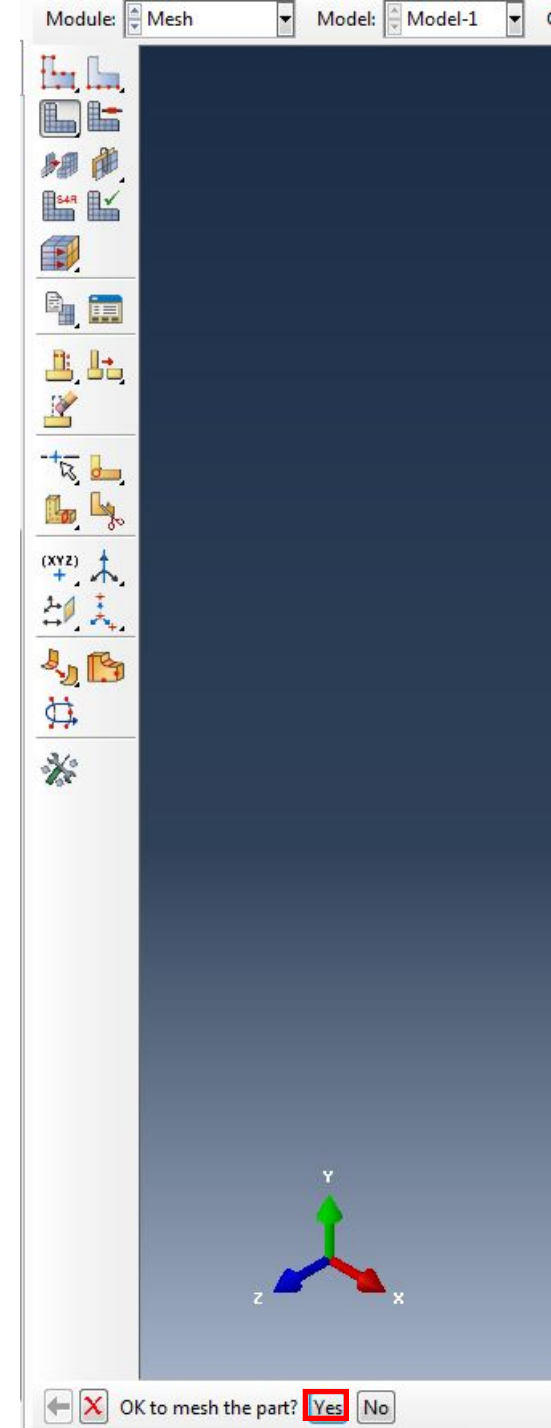 Module: Mesh Model: Model-1
S4R
(XYZ)
Y
Z X
OK to mesh the part? Yes No